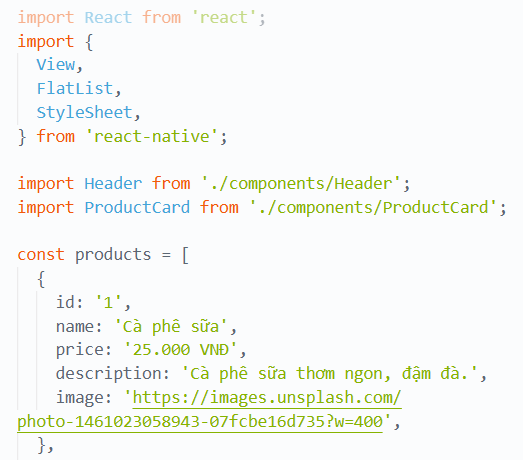 import React from 'react';
import {
  View,
  FlatList,
  StyleSheet,
} from 'react-native';

import Header from './components/Header';
import ProductCard from './components/ProductCard';

const products = [
  {
    id: '1',
    name: 'Cà phê sữa',
    price: '25.000 VNĐ',
    description: 'Cà phê sữa thơm ngon, đậm đà.',
    image: 'https://images.unsplash.com/
photo-1461023058943-07fcbe16d735?w=400',
  },